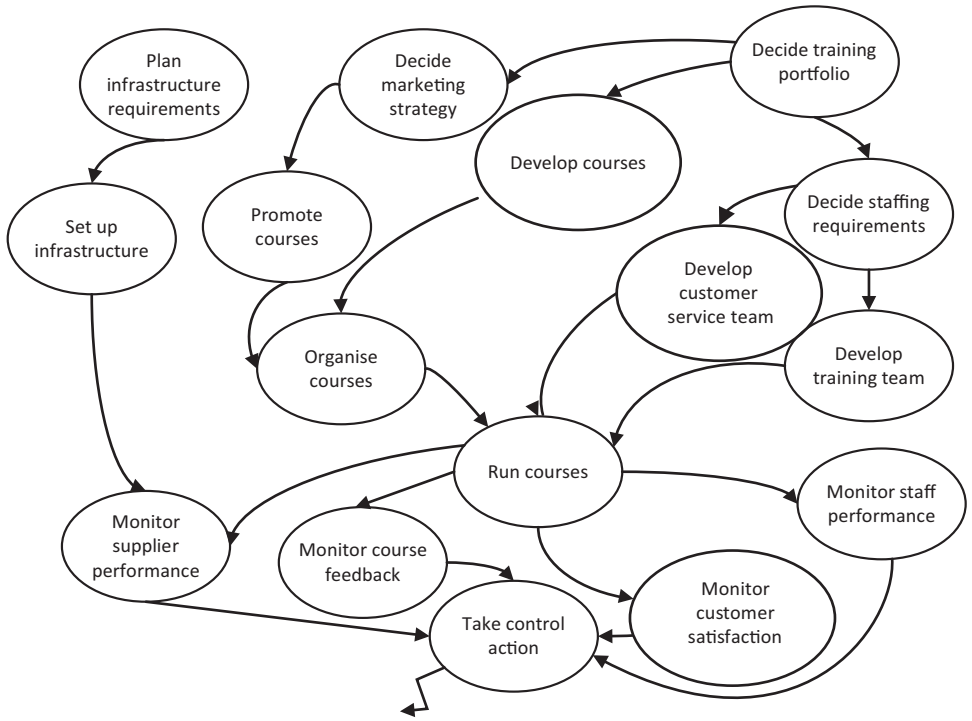 Plan
infrastructure
requirements
Decide
marketing
strategy
Decide training
portfolio
Develop courses
Set up
infrastructure
Promote
courses
Decide staffing
requirements
Develop
customer
service team
Organise
courses
Develop
training team
Run courses
Monitor staff
performance
Monitor
supplier
performance
Monitor course
feedback
Take control
action
Monitor
customer
satisfaction